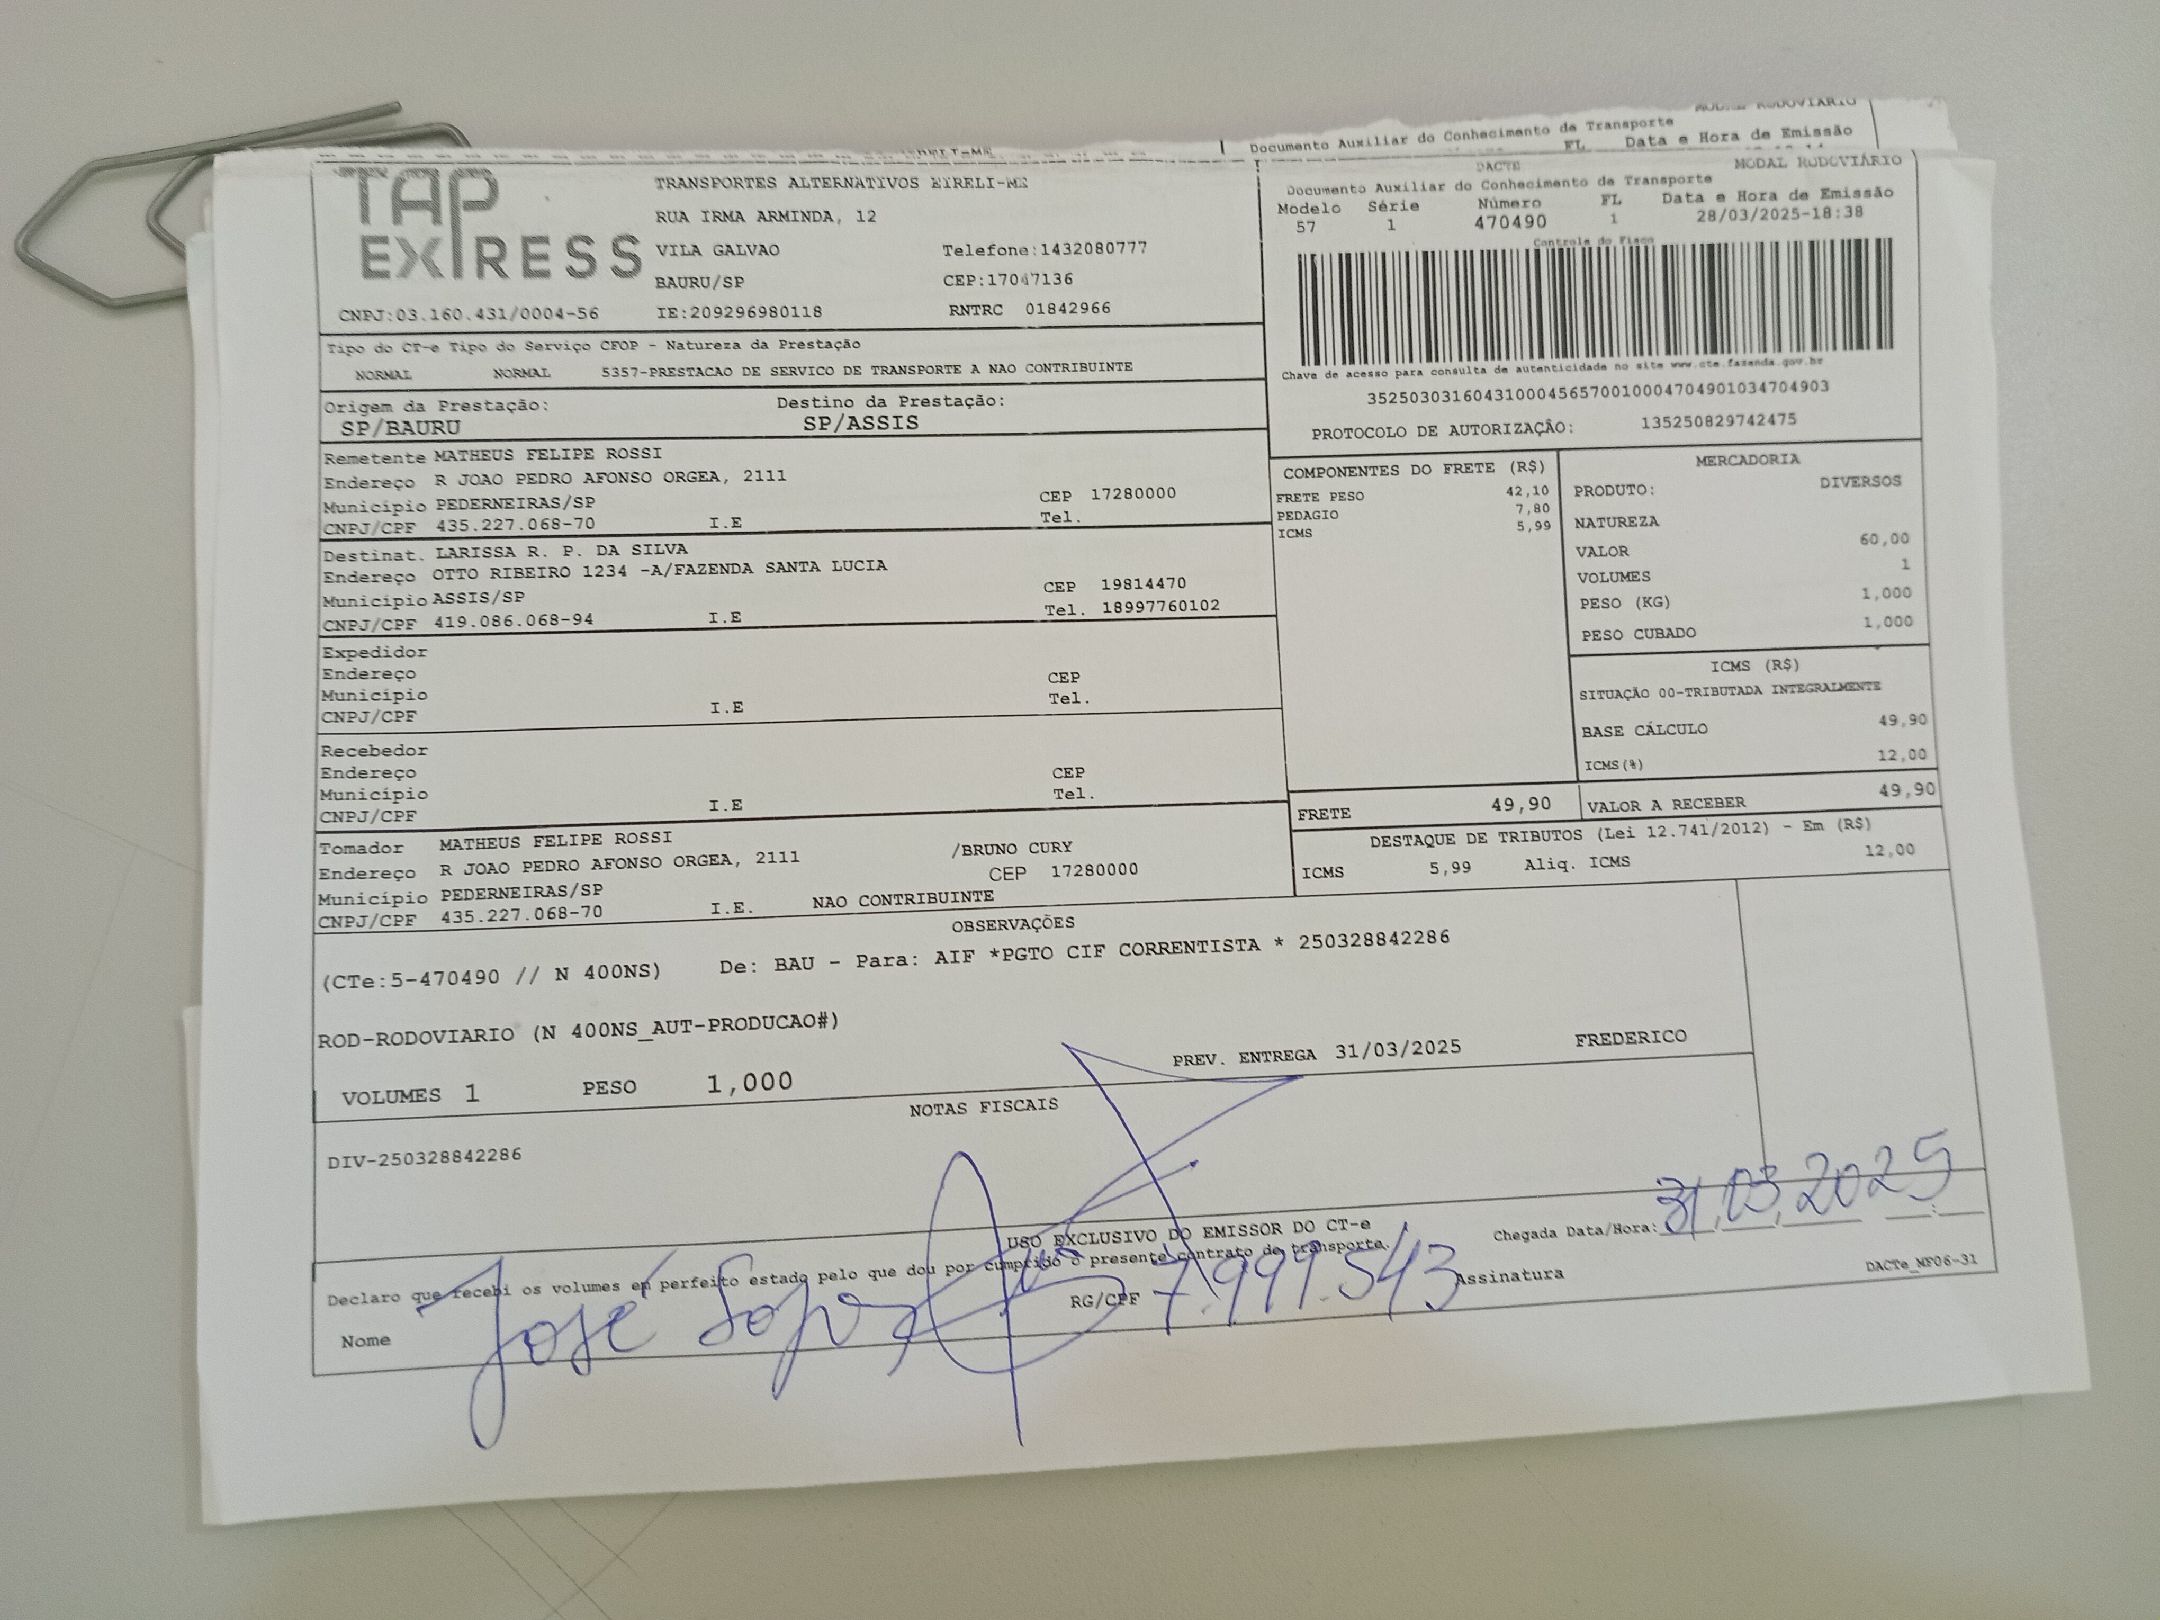 MODAL RODOVIÁRIO
Documento Auxiliar do Conhecimento de Transporte
FL Data e Hora de Emissão
TAP EXPRESS
TRANSPORTES ALTERNATIVOS EIRELI-ME
RUA IRMA ARMINDA, 12
VILA GALVAO Telefone:1432080777
BAURU/SP CEP:17047136
CNPJ:03.160.431/0004-56 IE:209296980118 RNTRC 01842966
DACTE MODAL RODOVIÁRIO
Documento Auxiliar do Conhecimento de Transporte
Modelo Série Número FL Data e Hora de Emissão
57 1 470490 1 28/03/2025-18:38
Controle do Fisco
Chave de acesso para consulta de autenticidade no site www.cte.fazenda.gov.br
35250303160431000456570010004704901034704903
PROTOCOLO DE AUTORIZAÇÃO: 135250829742475
Tipo do CT-e Tipo do Serviço CFOP - Natureza da Prestação
NORMAL NORMAL 5357-PRESTACAO DE SERVICO DE TRANSPORTE A NAO CONTRIBUINTE
Origem da Prestação: Destino da Prestação:
SP/BAURU SP/ASSIS
Remetente MATHEUS FELIPE ROSSI
Endereço R JOAO PEDRO AFONSO ORGEA, 2111
Município PEDERNEIRAS/SP CEP 17280000
CNPJ/CPF 435.227.068-70 I.E Tel.
Destinat. LARISSA R. P. DA SILVA
Endereço OTTO RIBEIRO 1234 -A/FAZENDA SANTA LUCIA
Município ASSIS/SP CEP 19814470
CNPJ/CPF 419.086.068-94 I.E Tel. 18997760102
Expedidor
Endereço
Município CEP
CNPJ/CPF I.E Tel.
Recebedor
Endereço
Município CEP
CNPJ/CPF I.E Tel.
Tomador MATHEUS FELIPE ROSSI
Endereço R JOAO PEDRO AFONSO ORGEA, 2111 /BRUNO CURY
Município PEDERNEIRAS/SP CEP 17280000
CNPJ/CPF 435.227.068-70 I.E. NAO CONTRIBUINTE
COMPONENTES DO FRETE (R$)
FRETE PESO 42,10
PEDAGIO 7,80
ICMS 5,99
MERCADORIA
PRODUTO: DIVERSOS
NATUREZA
VALOR 60,00
VOLUMES 1
PESO (KG) 1,000
PESO CUBADO 1,000
ICMS (R$)
SITUAÇÃO 00-TRIBUTADA INTEGRALMENTE
BASE CÁLCULO 49,90
ICMS(%) 12,00
FRETE 49,90 VALOR A RECEBER 49,90
DESTAQUE DE TRIBUTOS (Lei 12.741/2012) - Em (R$)
ICMS 5,99 Aliq. ICMS 12,00
OBSERVAÇÕES
(CTe:5-470490 // N 400NS) De: BAU - Para: AIF *PGTO CIF CORRENTISTA * 250328842286
ROD-RODOVIARIO (N 400NS_AUT-PRODUCAO#)
PREV. ENTREGA 31/03/2025 FREDERICO
VOLUMES 1 PESO 1,000
NOTAS FISCAIS
DIV-250328842286
USO EXCLUSIVO DO EMISSOR DO CT-e
Chegada Data/Hora: 31.03.2025
Declaro que recebi os volumes em perfeito estado pelo que dou por cumprido o presente contrato de transporte.
Nome José RG/CPF 7.999.543 Assinatura
DACTe_MF06-31